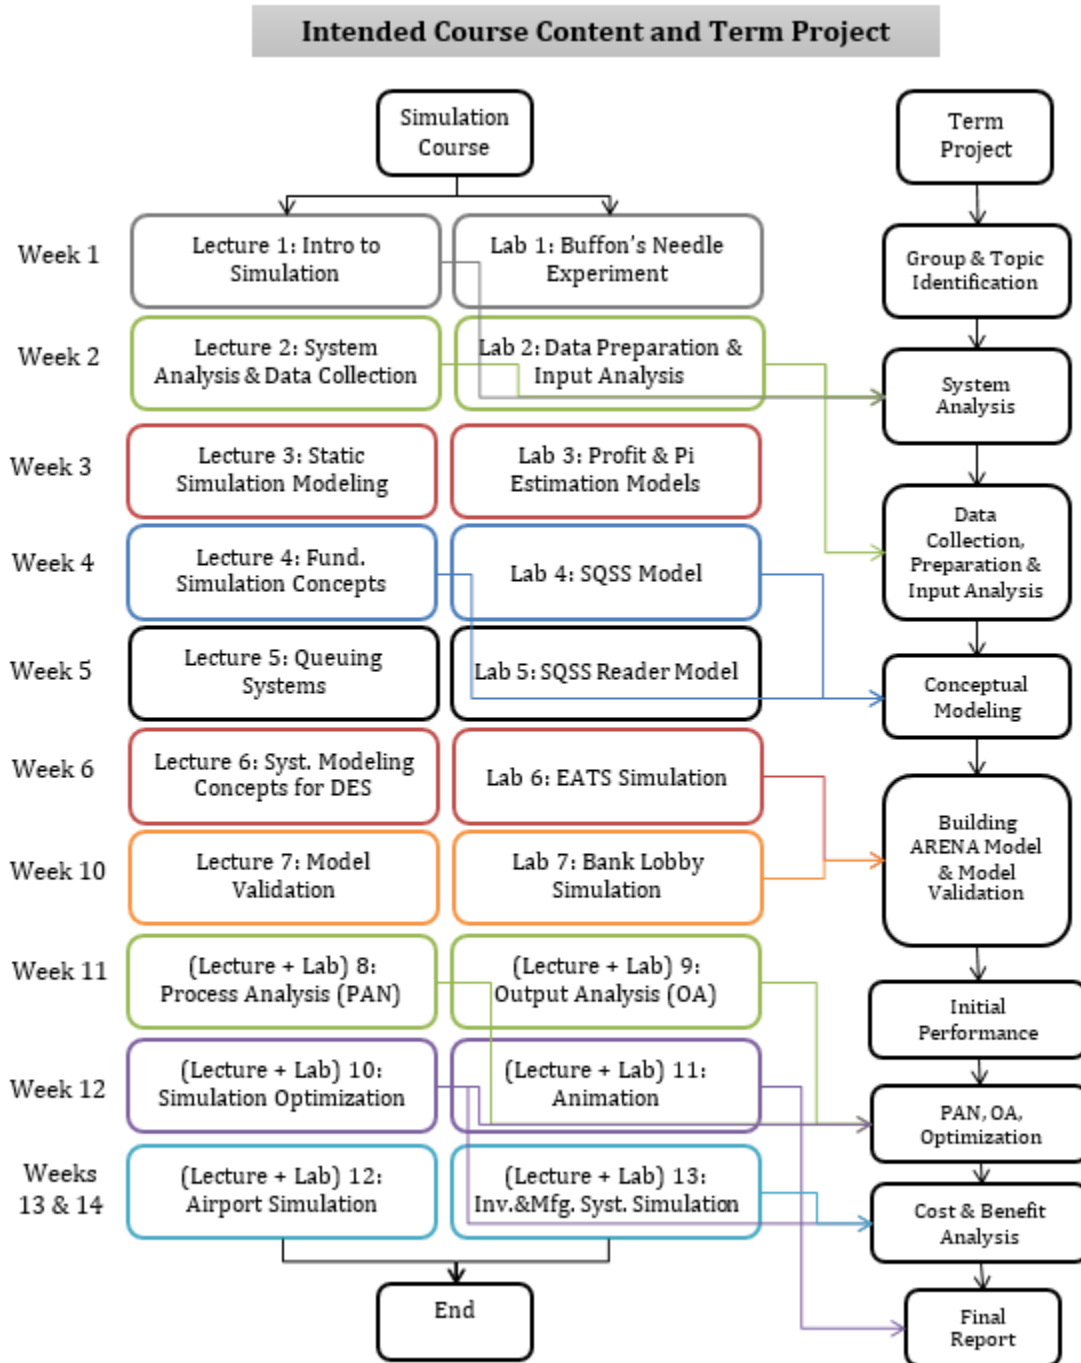 Intended Course Content and Term Project
Simulation
Course
Term
Project
Week 1
Lecture 1: Intro to
Simulation
Lab 1: Buffon's Needle
Experiment
Group & Topic
Identification
Week 2
Lecture 2: System
Analysis & Data Collection
Lab 2: Data Preparation &
Input Analysis
System
Analysis
Week 3
Lecture 3: Static
Simulation Modeling
Lab 3: Profit & Pi
Estimation Models
Data
Collection,
Preparation &
Input Analysis
Week 4
Lecture 4: Fund.
Simulation Concepts
Lab 4: SQSS Model
Week 5
Lecture 5: Queuing
Systems
Lab 5: SQSS Reader Model
Conceptual
Modeling
Week 6
Lecture 6: Syst. Modeling
Concepts for DES
Lab 6: EATS Simulation
Building
ARENA Model
& Model
Validation
Week 10
Lecture 7: Model
Validation
Lab 7: Bank Lobby
Simulation
Week 11
(Lecture + Lab) 8:
Process Analysis (PAN)
(Lecture + Lab) 9:
Output Analysis (OA)
Initial
Performance
Week 12
(Lecture + Lab) 10:
Simulation Optimization
(Lecture + Lab) 11:
Animation
PAN, OA,
Optimization
Weeks
13 & 14
(Lecture + Lab) 12:
Airport Simulation
(Lecture + Lab) 13:
Inv.&Mfg. Syst. Simulation
Cost & Benefit
Analysis
End
Final
Report